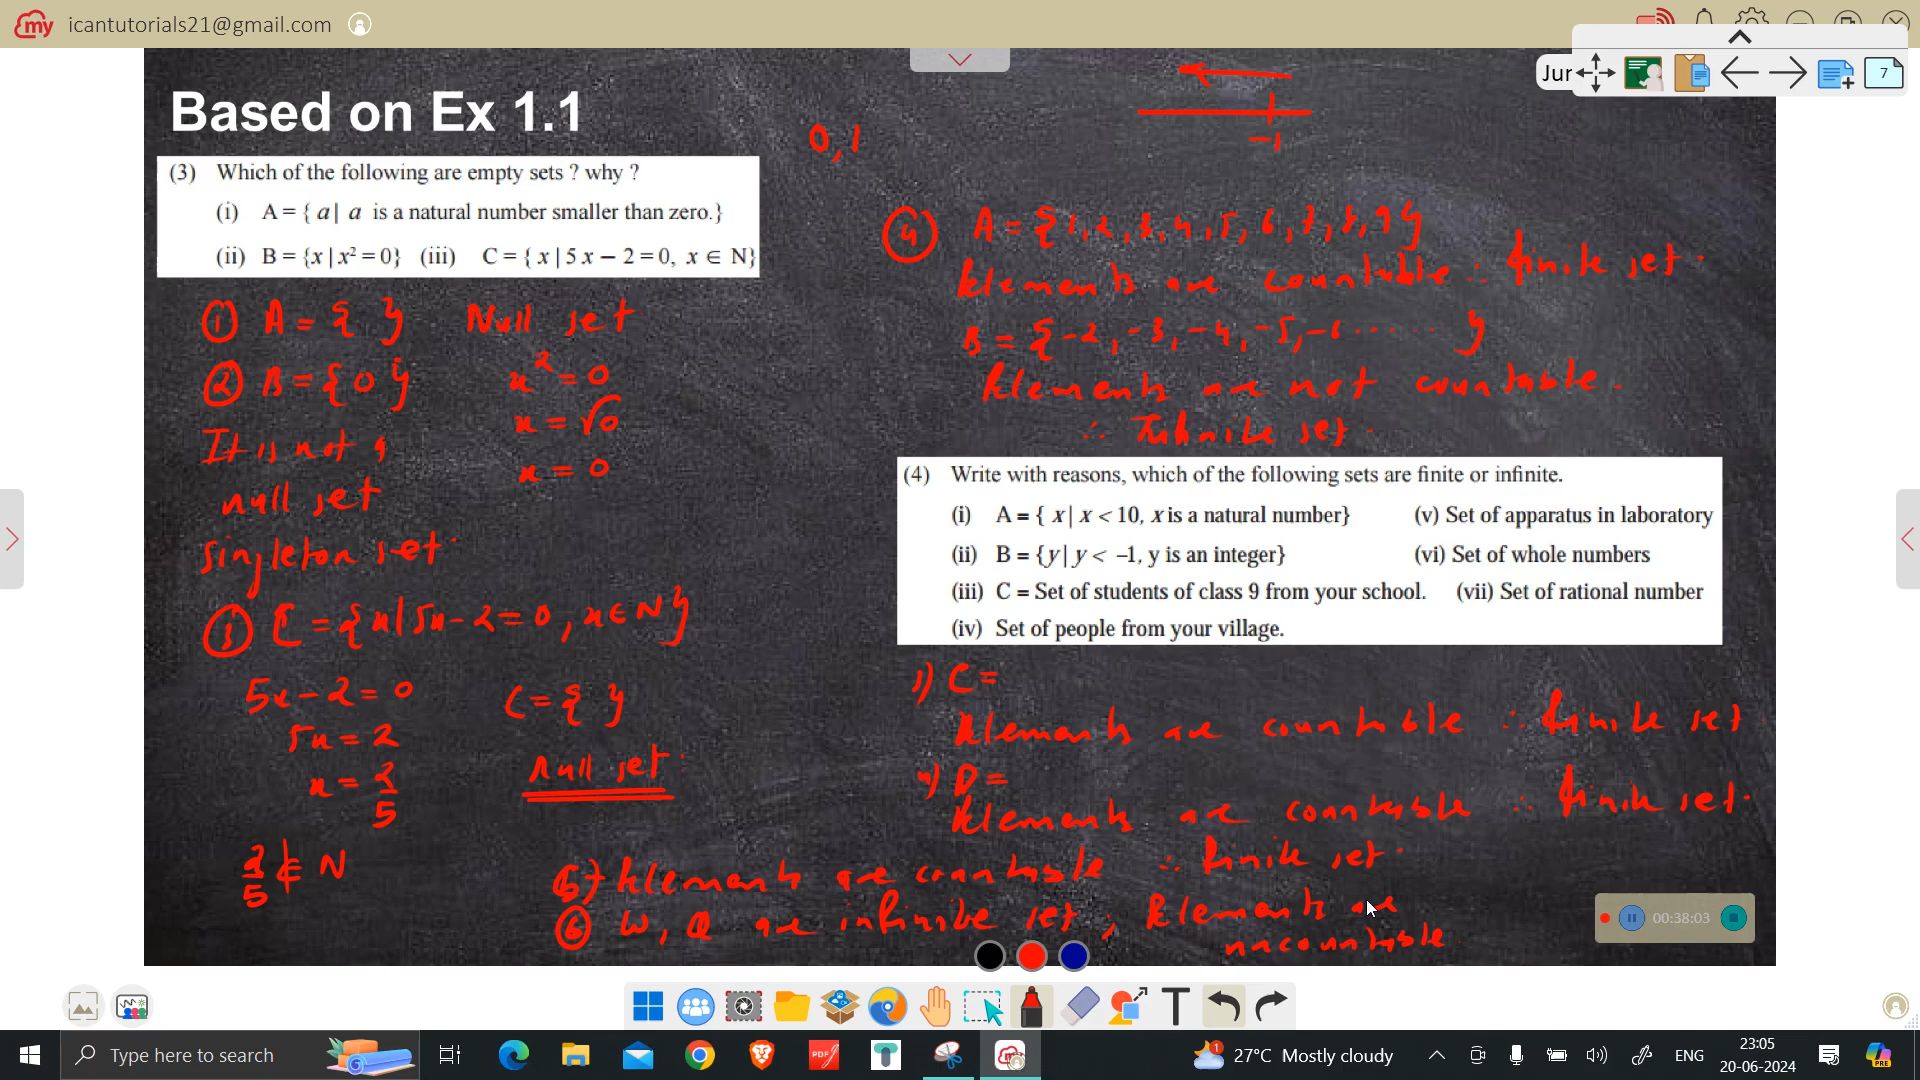 my icantutorials21@gmail.com
Jur
7
Based on Ex 1.1
(3) Which of the following are empty sets ? why ?
(i) A = { a| a is a natural number smaller than zero.}
(ii) B = {x | x² = 0} (iii) C = { x | 5 x – 2 = 0, x ∈ N}
0, 1
-1
① A = { } Null set
② B = { 0 }
x² = 0
x = √0
x = 0
It is not a
null set
singleton set.
③ C = {x | 5x - 2 = 0, x ∈ N}
5x - 2 = 0
5x = 2
x = 2/5
C = { }
Null set.
2/5 ∉ N
④ A = {1, 2, 3, 4, 5, 6, 7, 8, 9}
Elements are countable ∴ finite set.
B = {-2, -3, -4, -5, -6 ...... }
Elements are not countable.
∴ Infinite set.
(4) Write with reasons, which of the following sets are finite or infinite.
(i) A = { x | x < 10, x is a natural number} (v) Set of apparatus in laboratory
(ii) B = {y | y < –1, y is an integer} (vi) Set of whole numbers
(iii) C = Set of students of class 9 from your school. (vii) Set of rational number
(iv) Set of people from your village.
C =
Elements are countable ∴ finite set
4) D =
Elements are countable ∴ finite set.
5) Elements are countable ∴ finite set.
⑥ W, Q are infinite set, Elements are
uncountable.
00:38:03
Type here to search
27°C Mostly cloudy
ENG
23:05
20-06-2024